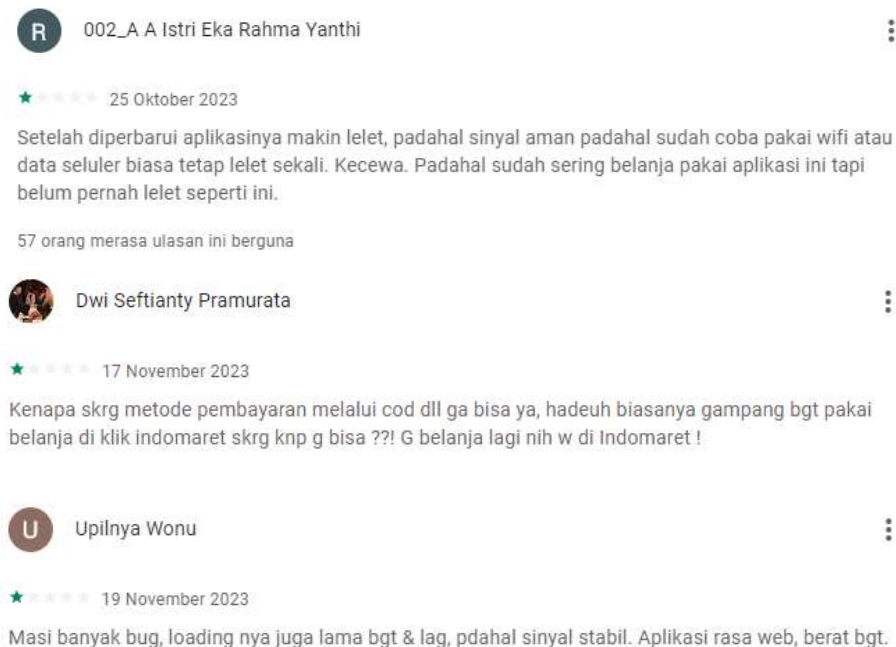 R
002_A A Istri Eka Rahma Yanthi
25 Oktober 2023
Setelah diperbarui aplikasinya makin lelet, padahal sinyal aman padahal sudah coba pakai wifi atau
data seluler biasa tetap lelet sekali. Kecewa. Padahal sudah sering belanja pakai aplikasi ini tapi
belum pernah lelet seperti ini.
57 orang merasa ulasan ini berguna
Dwi Seftianty Pramurata
17 November 2023
Kenapa skrg metode pembayaran melalui cod dll ga bisa ya, hadeuh biasanya gampang bgt pakai
belanja di klik indomaret skrg knp g bisa ??! G belanja lagi nih w di Indomaret !
U
Upilnya Wonu
19 November 2023
Masi banyak bug, loading nya juga lama bgt & lag, pdahal sinyal stabil. Aplikasi rasa web, berat bgt.